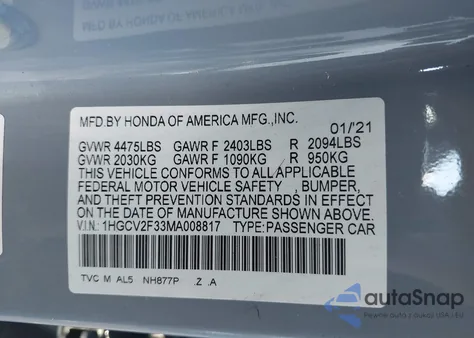 MFD.BY HONDA OF AMERICA MFG.,INC.
01/'21
GVWR 4475LBS GAWR F 2403LBS R 2094LBS
GVWR 2030KG GAWR F 1090KG R 950KG
THIS VEHICLE CONFORMS TO ALL APPLICABLE
FEDERAL MOTOR VEHICLE SAFETY , BUMPER,
AND THEFT PREVENTION STANDARDS IN EFFECT
ON THE DATE OF MANUFACTURE SHOWN ABOVE.
V.I.N.: 1HGCV2F33MA008817 TYPE:PASSENGER CAR
TVC M AL5 NH877P .Z .A
autoSnap